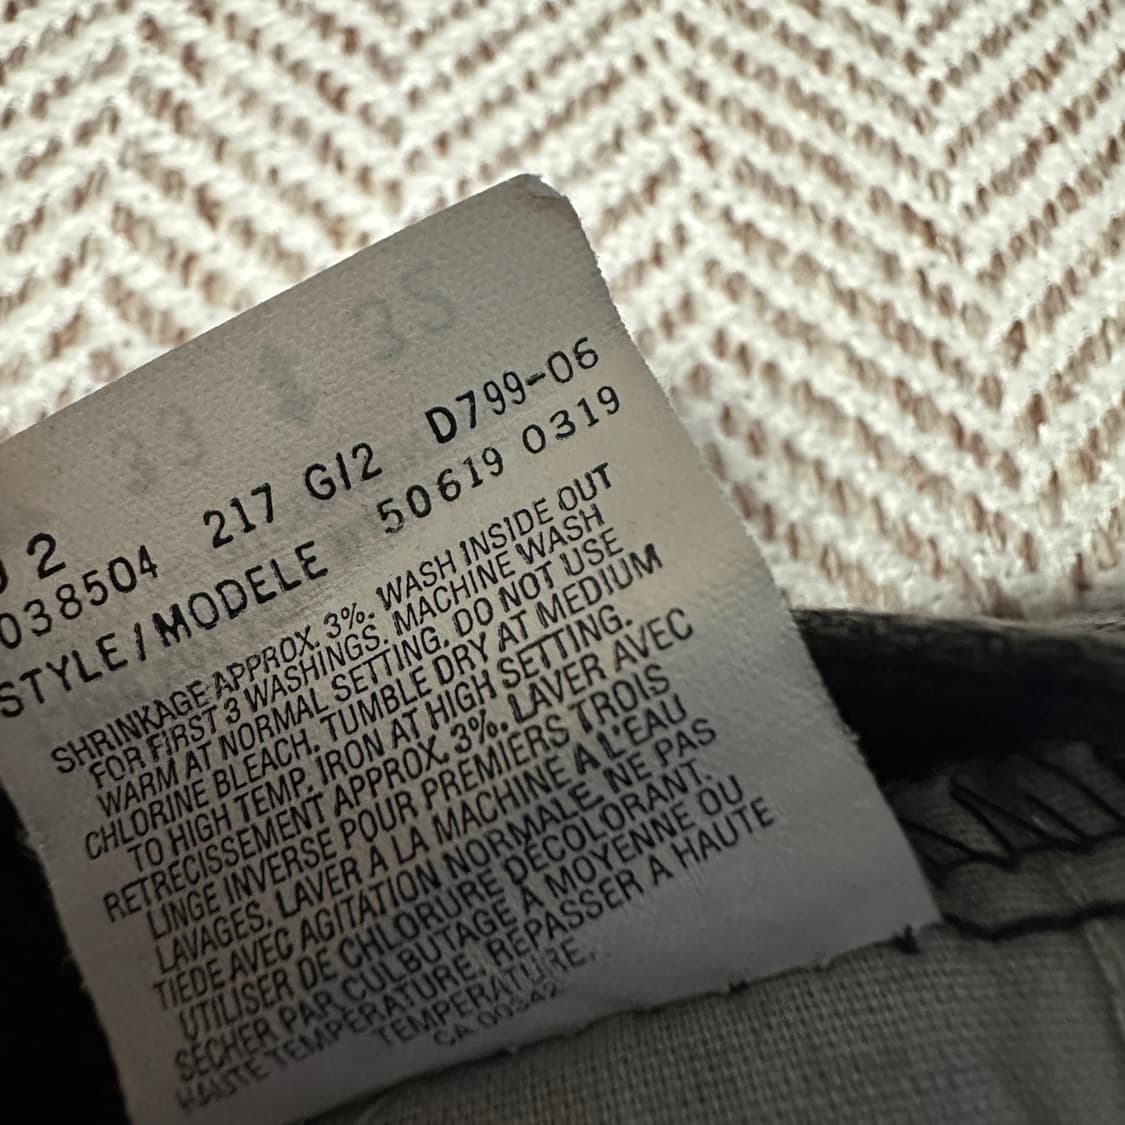 2
038504 217 G/2 D799-06
STYLE / MODELE 50619 0319
SHRINKAGE APPROX. 3%. WASH INSIDE OUT
FOR FIRST 3 WASHINGS. MACHINE WASH
WARM AT NORMAL SETTING. DO NOT USE
CHLORINE BLEACH. TUMBLE DRY AT MEDIUM
TO HIGH TEMP. IRON AT HIGH SETTING.
RETRECISSEMENT APPROX. 3%. LAVER AVEC
LINGE INVERSE POUR PREMIERS TROIS
LAVAGES. LAVER A LA MACHINE A L'EAU
TIEDE AVEC AGITATION NORMALE. NE PAS
UTILISER DE CHLORURE DECOLORANT.
SECHER PAR CULBUTAGE A MOYENNE OU
HAUTE TEMPERATURE. REPASSER A HAUTE
TEMPERATURE.
CA 00342